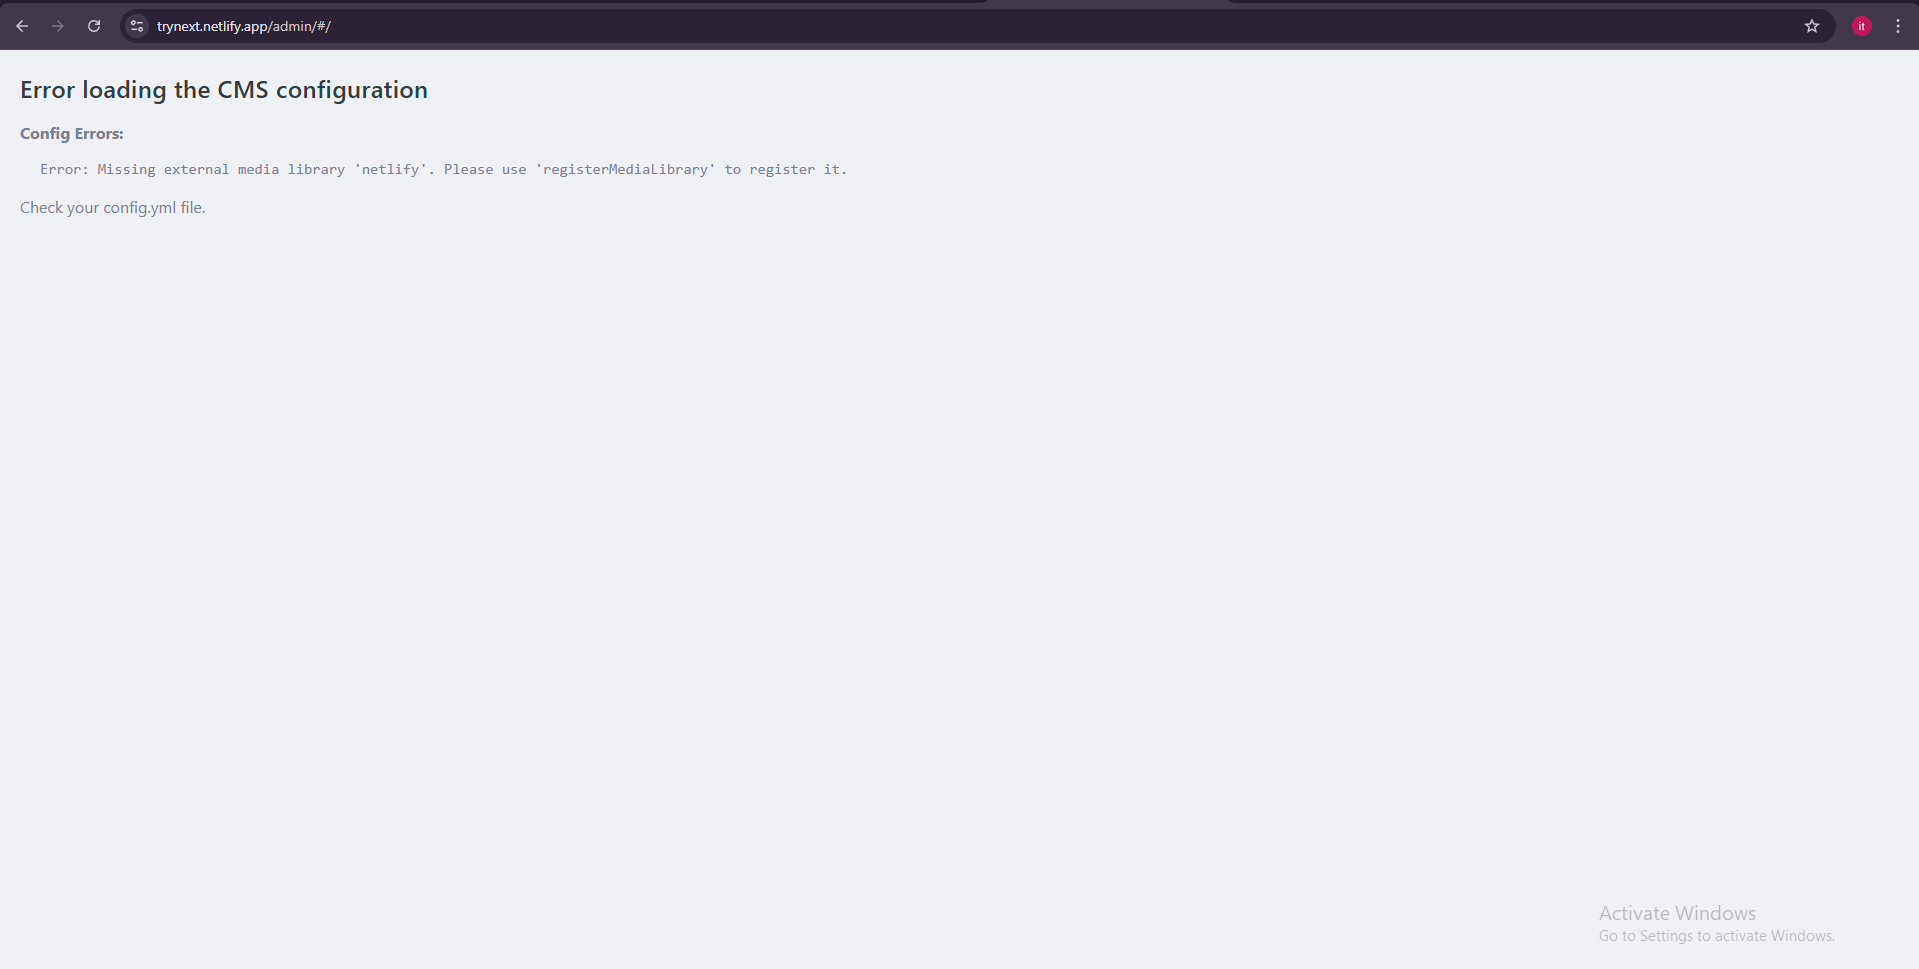 trynext.netlify.app/admin/#/
it
Error loading the CMS configuration
Config Errors:
Error: Missing external media library 'netlify'. Please use 'registerMediaLibrary' to register it.
Check your config.yml file.
Activate Windows
Go to Settings to activate Windows.